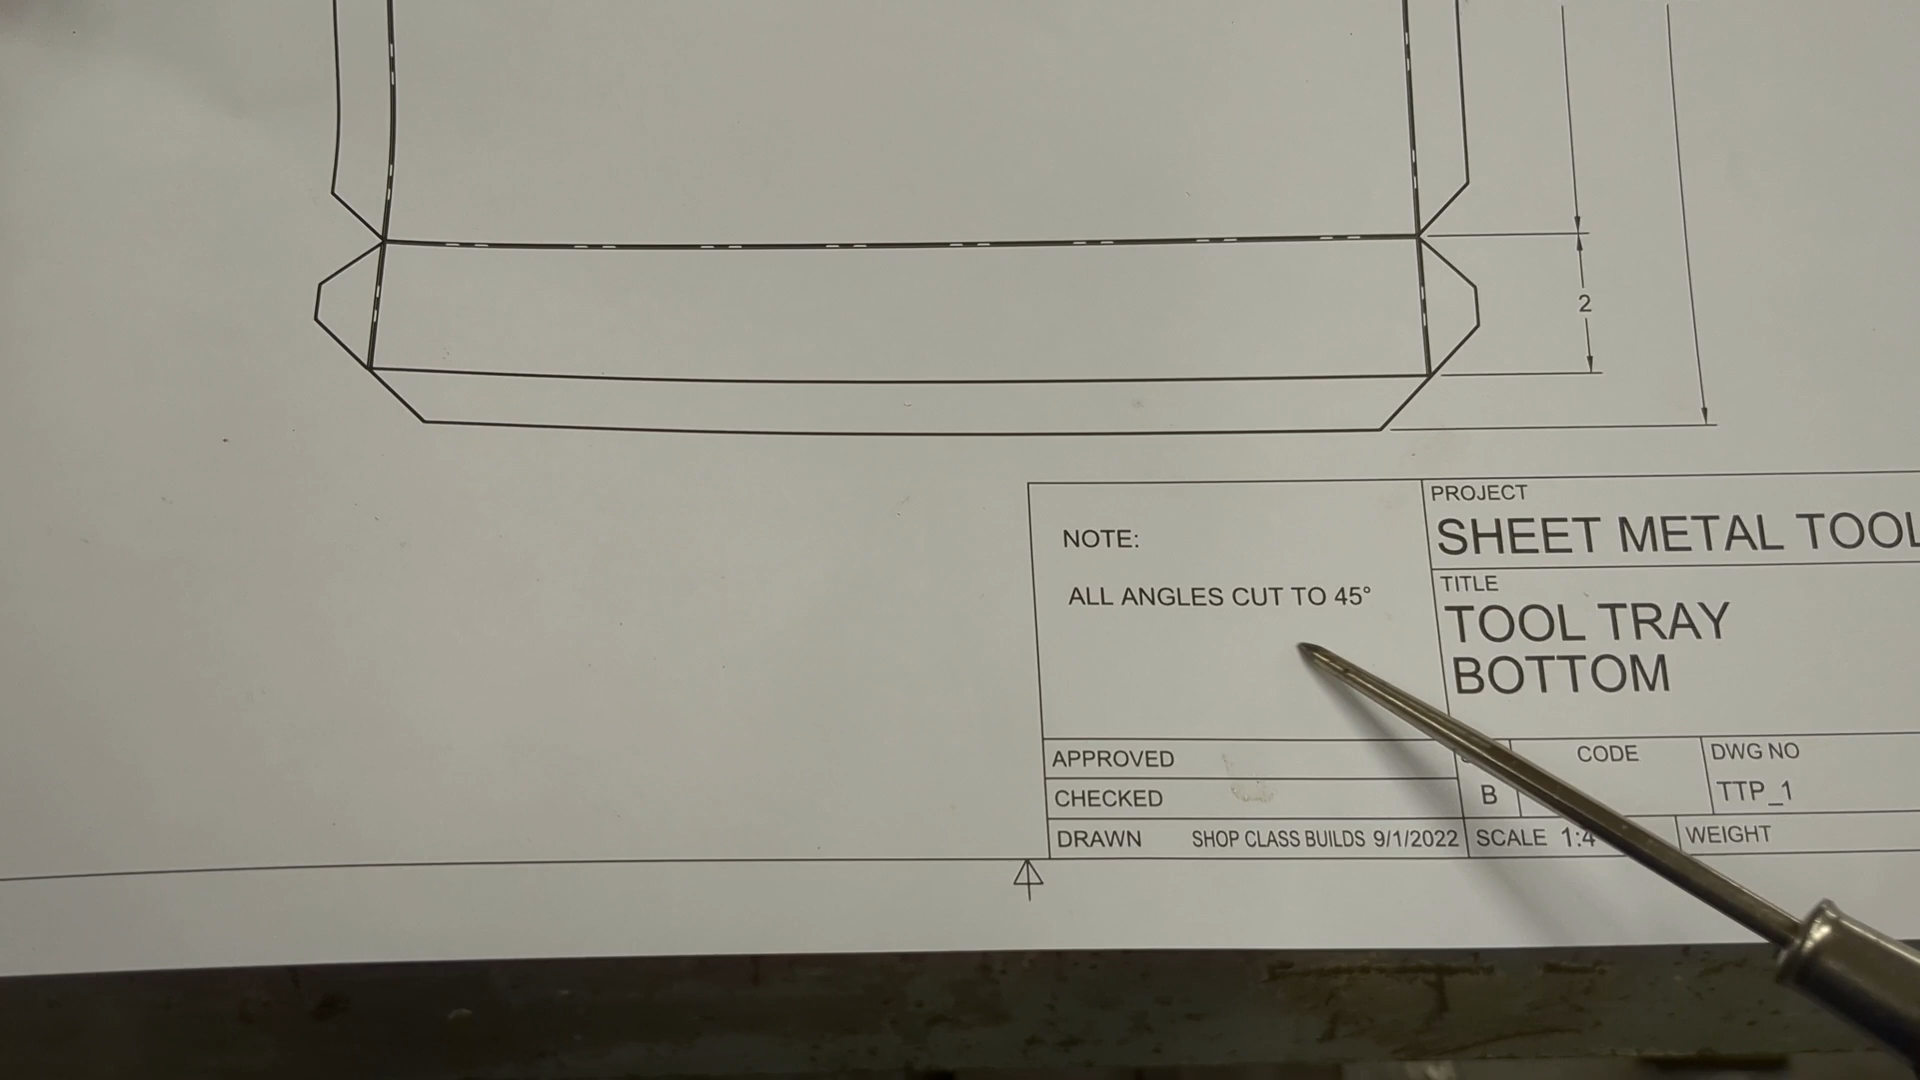 2
NOTE:
ALL ANGLES CUT TO 45°
PROJECT
SHEET METAL TOOL
TITLE
TOOL TRAY
BOTTOM
APPROVED
CHECKED
DRAWN SHOP CLASS BUILDS 9/1/2022
B
CODE
DWG NO
TTP_1
SCALE 1:4
WEIGHT